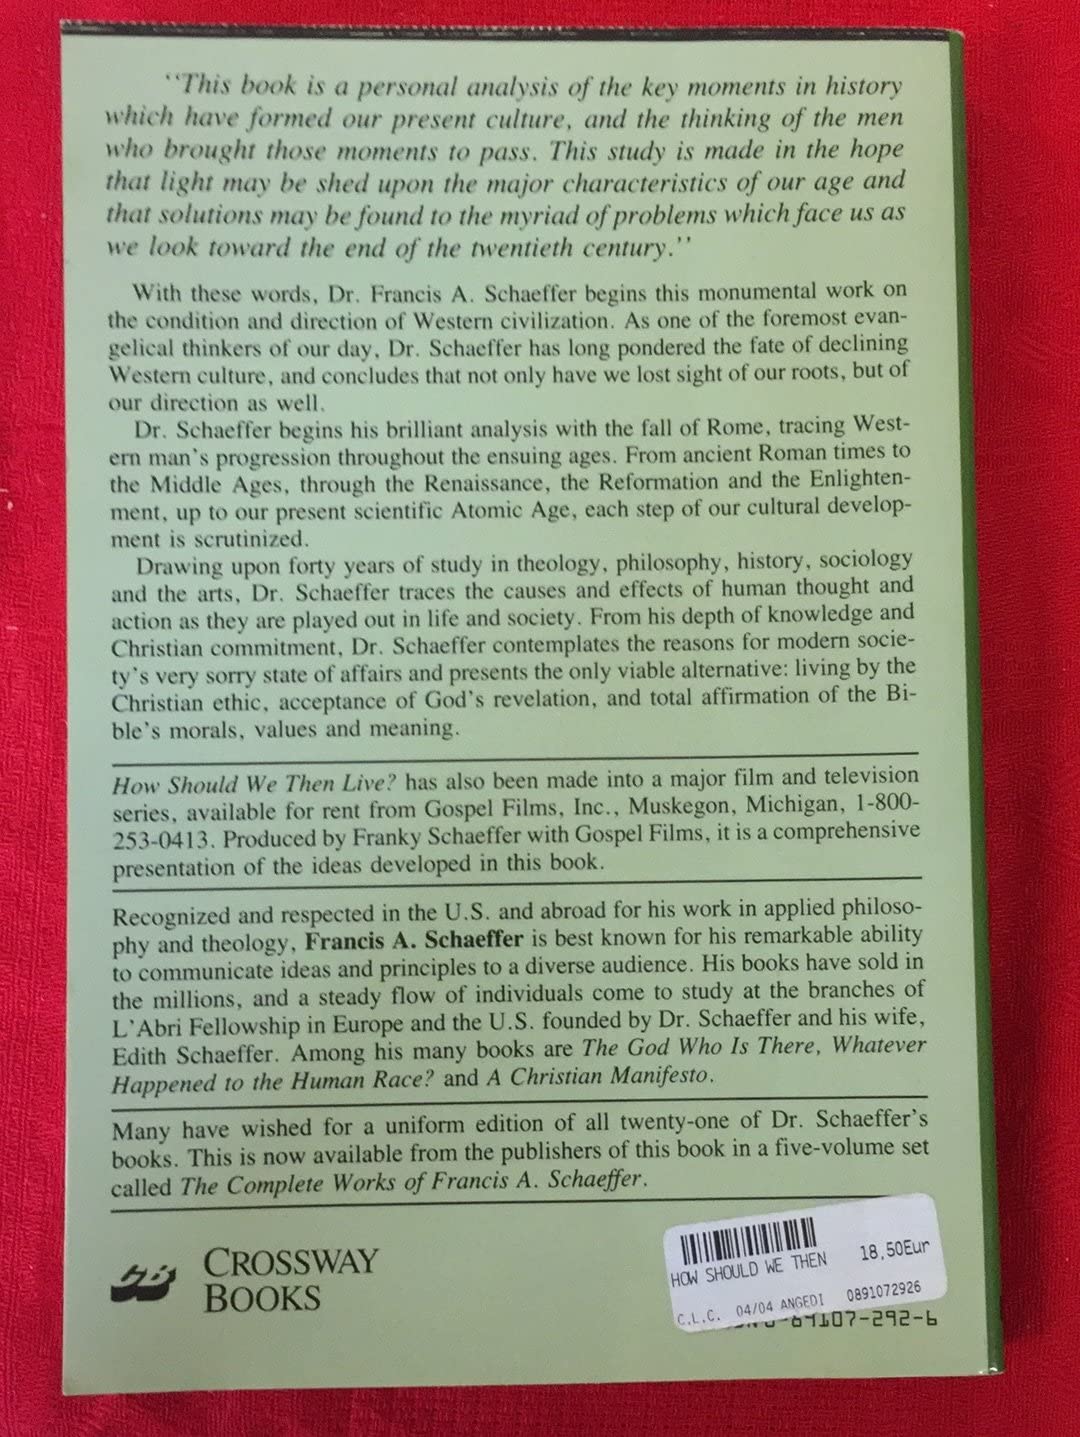 "This book is a personal analysis of the key moments in history
which have formed our present culture, and the thinking of the men
who brought those moments to pass. This study is made in the hope
that light may be shed upon the major characteristics of our age and
that solutions may be found to the myriad of problems which face us as
we look toward the end of the twentieth century."
With these words, Dr. Francis A. Schaeffer begins this monumental work on
the condition and direction of Western civilization. As one of the foremost evan-
gelical thinkers of our day, Dr. Schaeffer has long pondered the fate of declining
Western culture, and concludes that not only have we lost sight of our roots, but of
our direction as well.
Dr. Schaeffer begins his brilliant analysis with the fall of Rome, tracing West-
ern man's progression throughout the ensuing ages. From ancient Roman times to
the Middle Ages, through the Renaissance, the Reformation and the Enlighten-
ment, up to our present scientific Atomic Age, each step of our cultural develop-
ment is scrutinized.
Drawing upon forty years of study in theology, philosophy, history, sociology
and the arts, Dr. Schaeffer traces the causes and effects of human thought and
action as they are played out in life and society. From his depth of knowledge and
Christian commitment, Dr. Schaeffer contemplates the reasons for modern socie-
ty's very sorry state of affairs and presents the only viable alternative: living by the
Christian ethic, acceptance of God's revelation, and total affirmation of the Bi-
ble's morals, values and meaning.
How Should We Then Live? has also been made into a major film and television
series, available for rent from Gospel Films, Inc., Muskegon, Michigan, 1-800-
253-0413. Produced by Franky Schaeffer with Gospel Films, it is a comprehensive
presentation of the ideas developed in this book.
Recognized and respected in the U.S. and abroad for his work in applied philoso-
phy and theology, Francis A. Schaeffer is best known for his remarkable ability
to communicate ideas and principles to a diverse audience. His books have sold in
the millions, and a steady flow of individuals come to study at the branches of
L'Abri Fellowship in Europe and the U.S. founded by Dr. Schaeffer and his wife,
Edith Schaeffer. Among his many books are The God Who Is There, Whatever
Happened to the Human Race? and A Christian Manifesto.
Many have wished for a uniform edition of all twenty-one of Dr. Schaeffer's
books. This is now available from the publishers of this book in a five-volume set
called The Complete Works of Francis A. Schaeffer.
CROSSWAY
BOOKS
HOW SHOULD WE THEN 18,50Eur
C.L.C. 04/04 ANGEDI 0891072926
89107-292-6